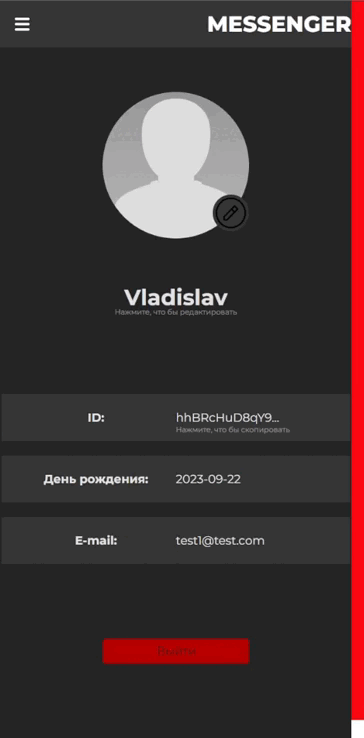 MESSENGER
Vladislav
Нажмите, что бы редактировать
ID:
hhBRcHuD8qY9...
Нажмите, что бы скопировать
День рождения:
2023-09-22
E-mail:
test1@test.com
Выйти